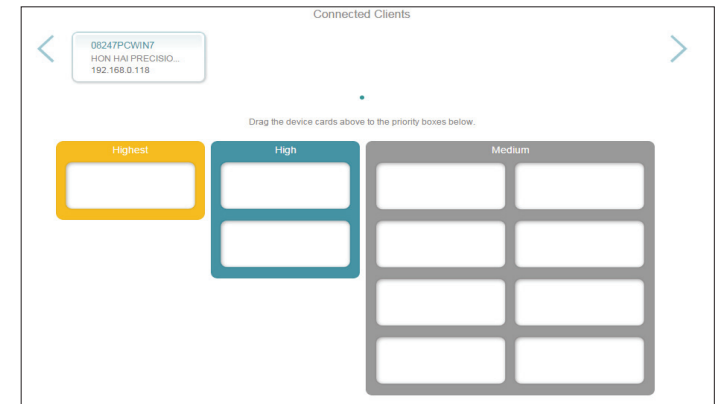 Connected Clients
08247PCWIN7
HON HAI PRECISIO...
192.168.0.118
Drag the device cards above to the priority boxes below.
Highest
High
Medium